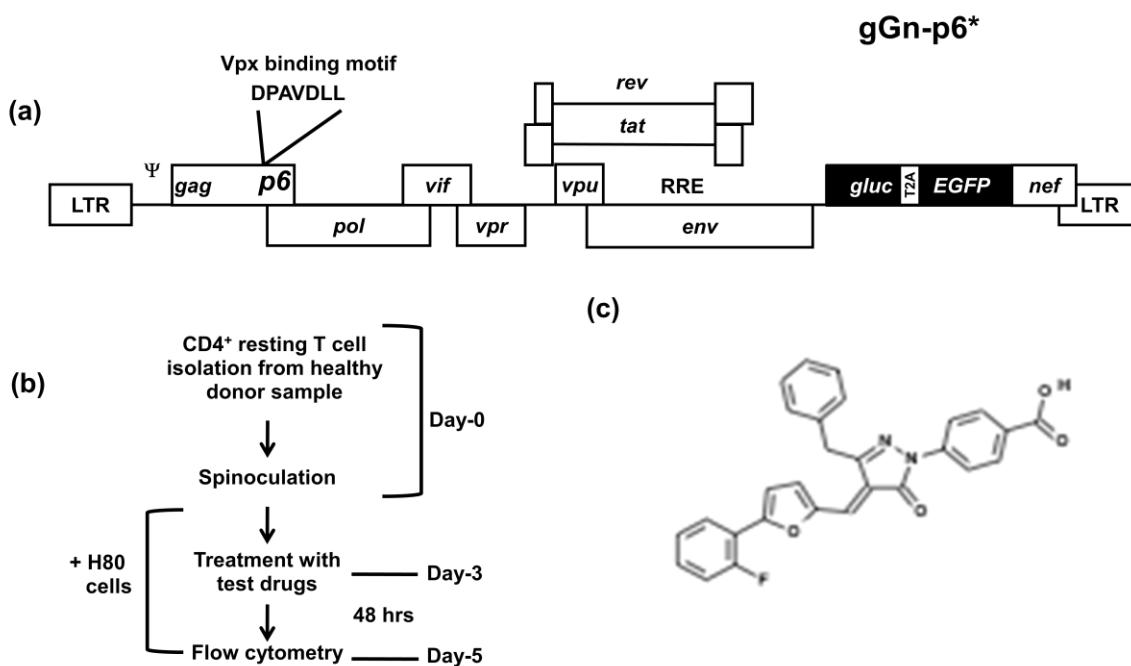 gGn-p6*
Vpx binding motif
DPAVDLL
(a)
rev
tat
Ψ
gag
p6
vif
vpu
RRE
gluc
T2A
EGFP
nef
LTR
LTR
pol
vpr
env
(b)
CD4⁺ resting T cell
isolation from healthy
donor sample
Day-0
Spinoculation
+ H80
cells
Treatment with
test drugs
Day-3
48 hrs
Flow cytometry
Day-5
(c)
O
H
O
N
N
O
O
F